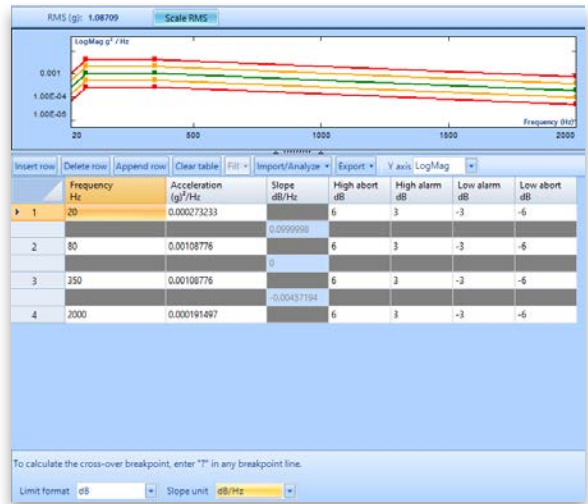 RMS (g): 1.08709 Scale RMS
LogMag g² / Hz
0.001
1.00E-04
1.00E-05
Frequency (Hz)
20 500 1000 1500 2000
Insert row Delete row Append row Clear table Fill Import/Analyze Export Y axis LogMag
Frequency Hz Acceleration (g)²/Hz Slope dB/Hz High abort dB High alarm dB Low alarm dB Low abort dB
1 20 0.000273233 6 3 -3 -6
0.0999998
2 80 0.00108776 6 3 -3 -6
0
3 350 0.00108776 6 3 -3 -6
-0.00457194
4 2000 0.000191497 6 3 -3 -6
To calculate the cross-over breakpoint, enter "?" in any breakpoint line.
Limit format dB Slope unit dB/Hz